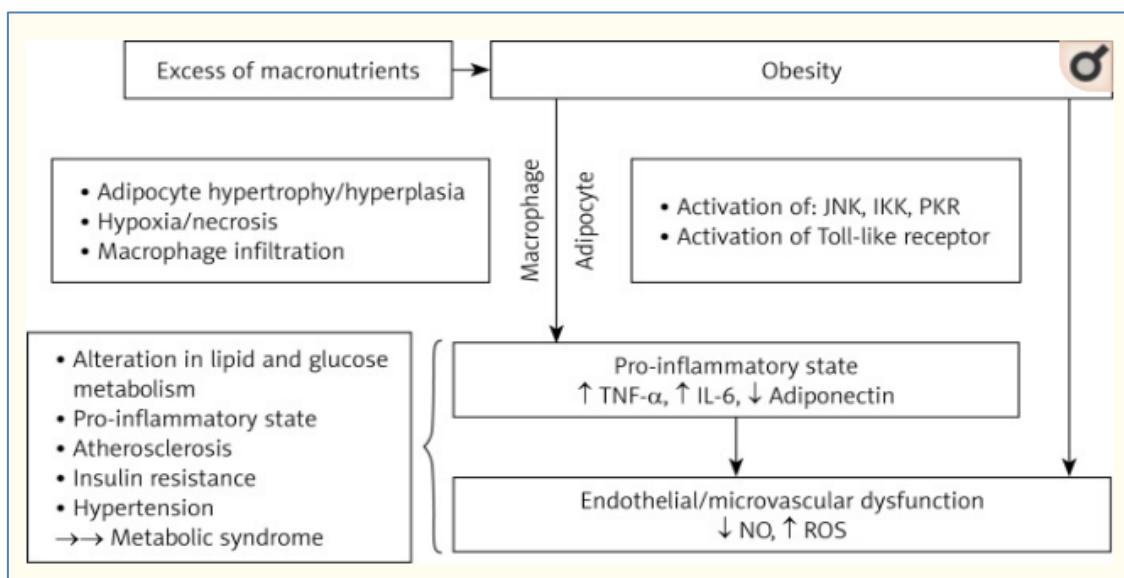 Excess of macronutrients
Obesity
• Adipocyte hypertrophy/hyperplasia
• Hypoxia/necrosis
• Macrophage infiltration
Macrophage
Adipocyte
• Activation of: JNK, IKK, PKR
• Activation of Toll-like receptor
• Alteration in lipid and glucose
metabolism
• Pro-inflammatory state
• Atherosclerosis
• Insulin resistance
• Hypertension
→→ Metabolic syndrome
Pro-inflammatory state
↑ TNF-α, ↑ IL-6, ↓ Adiponectin
Endothelial/microvascular dysfunction
↓ NO, ↑ ROS